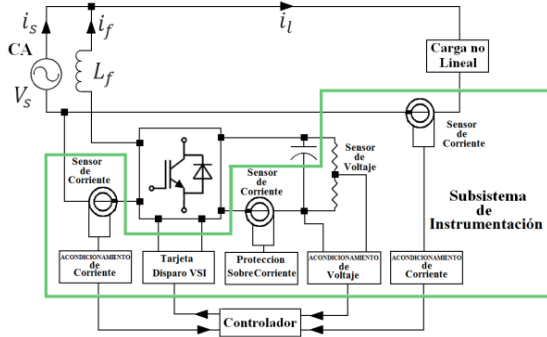 i_s
i_f
i_l
CA
V_s
L_f
Carga no
Lineal
Sensor
de
Corriente
Sensor
de
Voltaje
Sensor
de
Corriente
Sensor
de
Corriente
Subsistema
de
Instrumentación
ACONDICIONAMIENTO
de
Corriente
Tarjeta
Disparo VSI
Proteccion
SobreCorriente
ACONDICIONAMIENTO
de
Voltaje
ACONDICIONAMIENTO
de
Corriente
Controlador